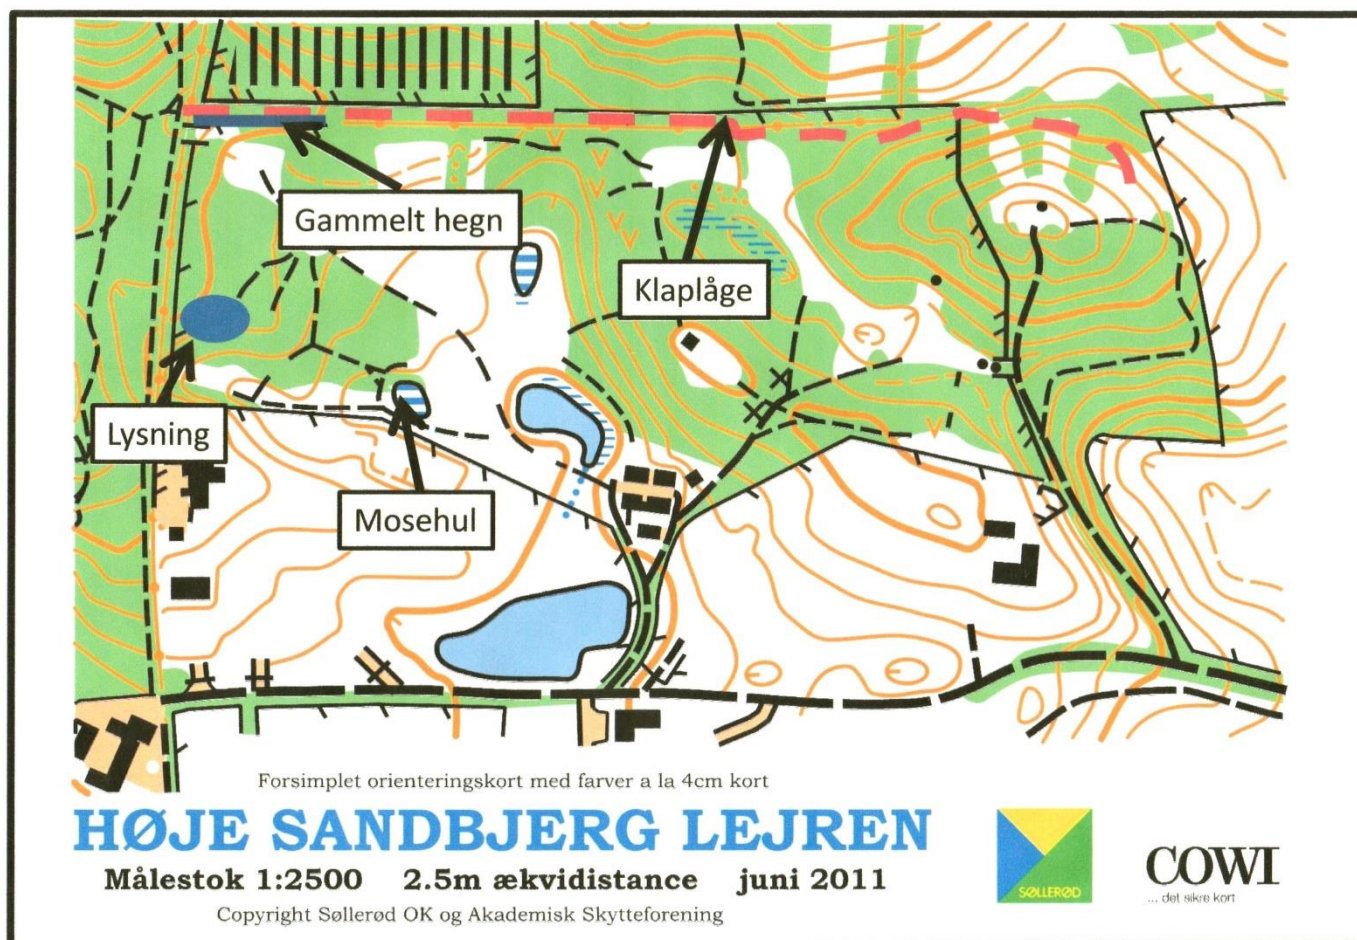 Gammelt hegn
Klaplåge
Lysning
Mosehul
Forsimplet orienteringskort med farver a la 4cm kort
HØJE SANDBJERG LEJREN
Målestok 1:2500 2.5m ækvidistance juni 2011
Copyright Søllerød OK og Akademisk Skytteforening
SØLLERØD
COWI
... det sikre kort